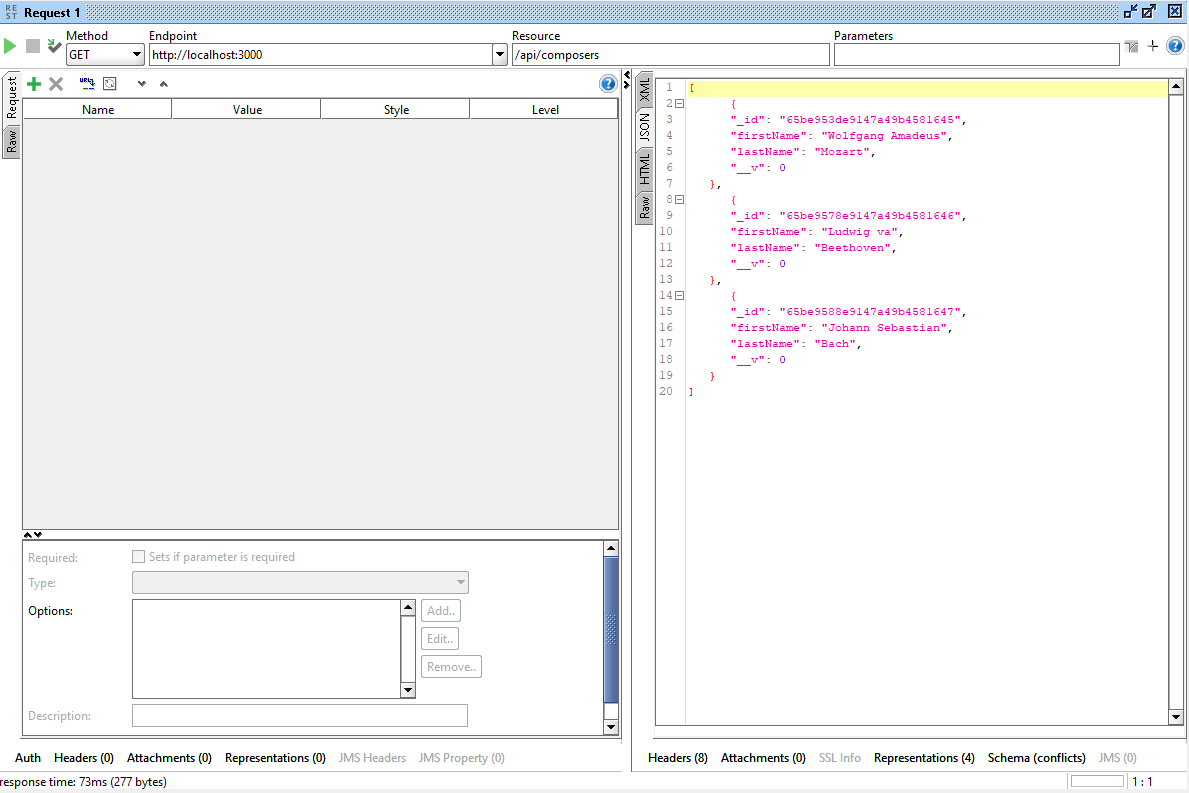 RE
ST
Request 1
Method
Endpoint
Resource
Parameters
GET
http://localhost:3000
/api/composers
Request
Raw
Name
Value
Style
Level
Required:
Sets if parameter is required
Type:
Options:
Add..
Edit..
Remove..
Description:
Auth
Headers (0)
Attachments (0)
Representations (0)
JMS Headers
JMS Property (0)
XML
JSON
HTML
Raw
1 [
2 {
3 "_id": "65be953de9147a49b4581645",
4 "firstName": "Wolfgang Amadeus",
5 "lastName": "Mozart",
6 "__v": 0
7 },
8 {
9 "_id": "65be9578e9147a49b4581646",
10 "firstName": "Ludwig va",
11 "lastName": "Beethoven",
12 "__v": 0
13 },
14 {
15 "_id": "65be9588e9147a49b4581647",
16 "firstName": "Johann Sebastian",
17 "lastName": "Bach",
18 "__v": 0
19 }
20 ]
Headers (8)
Attachments (0)
SSL Info
Representations (4)
Schema (conflicts)
JMS (0)
response time: 73ms (277 bytes)
1 : 1